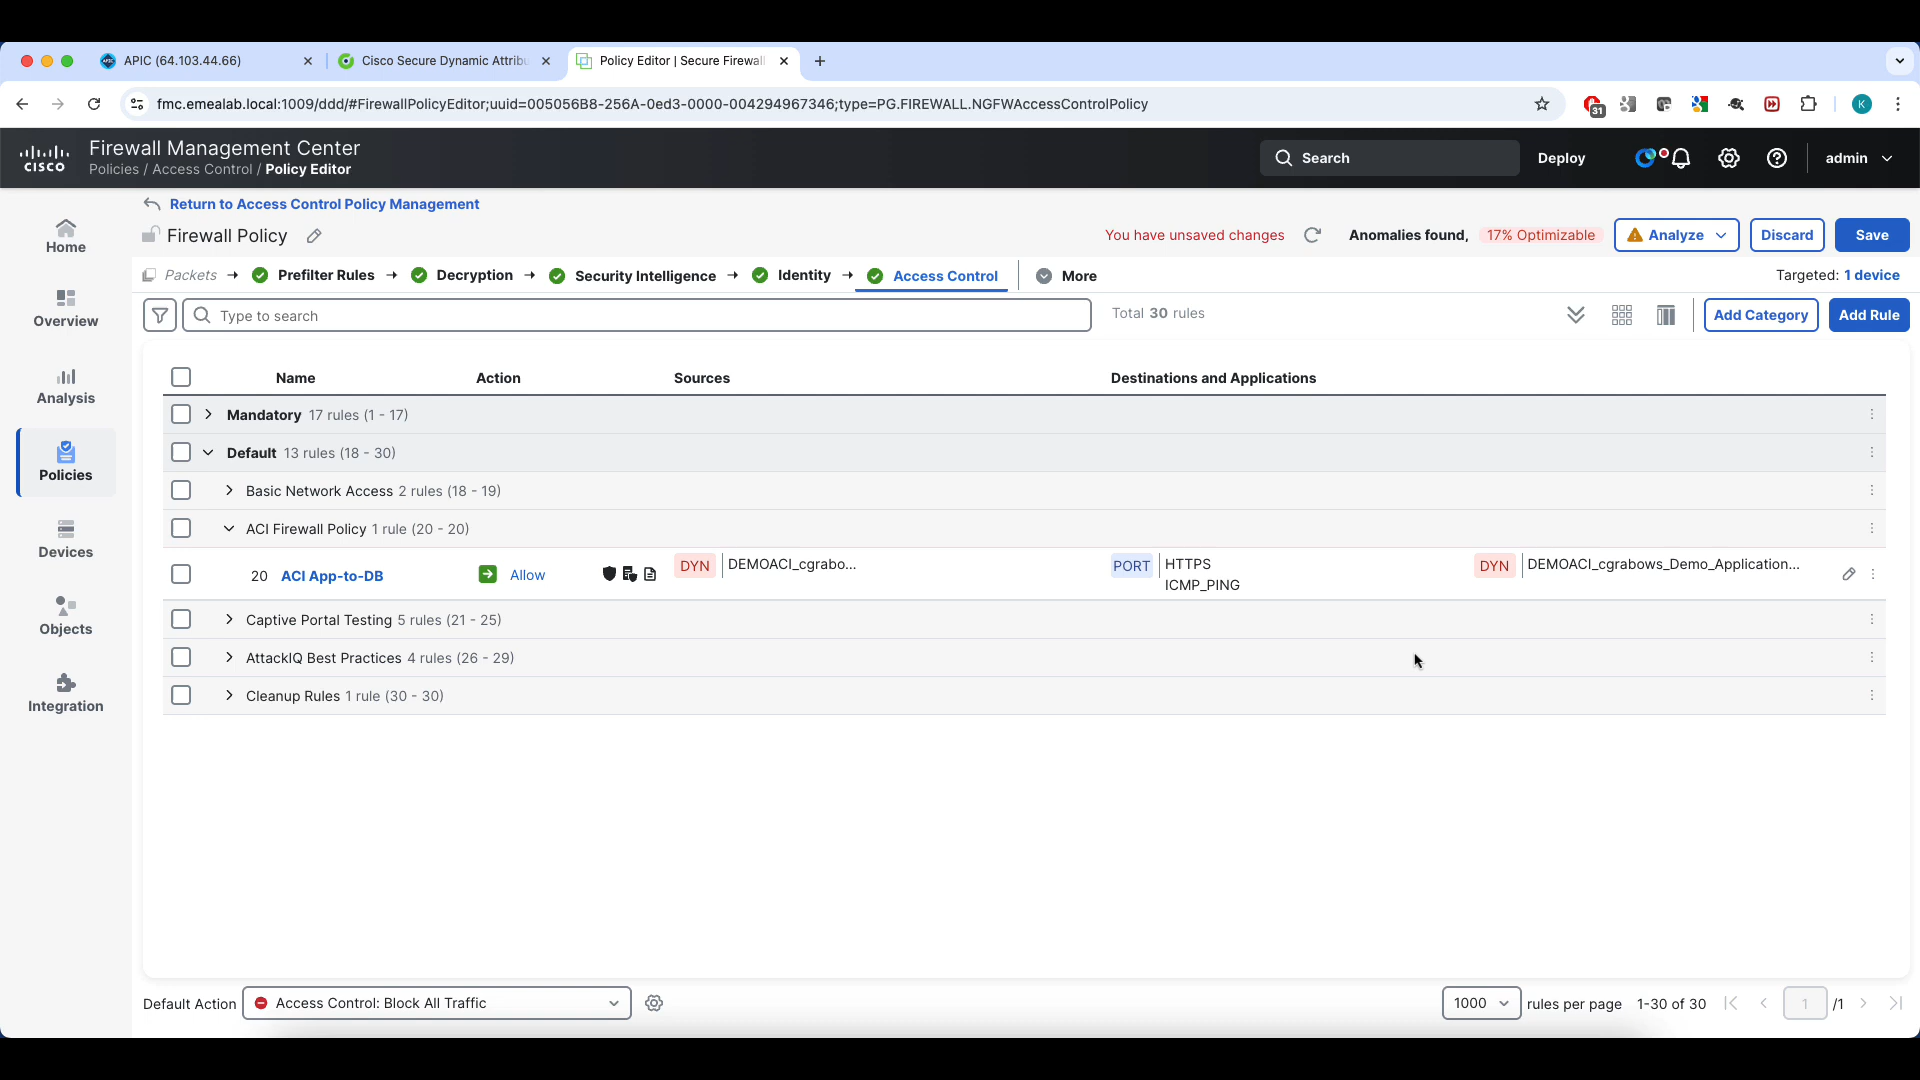 APIC (64.103.44.66)
Cisco Secure Dynamic Attribu
Policy Editor | Secure Firewall
fmc.emealab.local:1009/ddd/#FirewallPolicyEditor;uuid=005056B8-256A-0ed3-0000-004294967346;type=PG.FIREWALL.NGFWAccessControlPolicy
31
K
CISCO
Firewall Management Center
Policies / Access Control / Policy Editor
Search
Deploy
admin
Home
Overview
Analysis
Policies
Devices
Objects
Integration
Return to Access Control Policy Management
Firewall Policy
You have unsaved changes
Anomalies found, 17% Optimizable
Analyze
Discard
Save
Packets → Prefilter Rules → Decryption → Security Intelligence → Identity → Access Control
More
Targeted: 1 device
Type to search
Total 30 rules
Add Category
Add Rule
Name Action Sources Destinations and Applications
Mandatory 17 rules (1 - 17)
Default 13 rules (18 - 30)
Basic Network Access 2 rules (18 - 19)
ACI Firewall Policy 1 rule (20 - 20)
20 ACI App-to-DB Allow DYN DEMOACI_cgrabo... PORT HTTPS DYN DEMOACI_cgrabows_Demo_Application...
ICMP_PING
Captive Portal Testing 5 rules (21 - 25)
AttackIQ Best Practices 4 rules (26 - 29)
Cleanup Rules 1 rule (30 - 30)
Default Action Access Control: Block All Traffic
1000 rules per page 1-30 of 30 1 /1